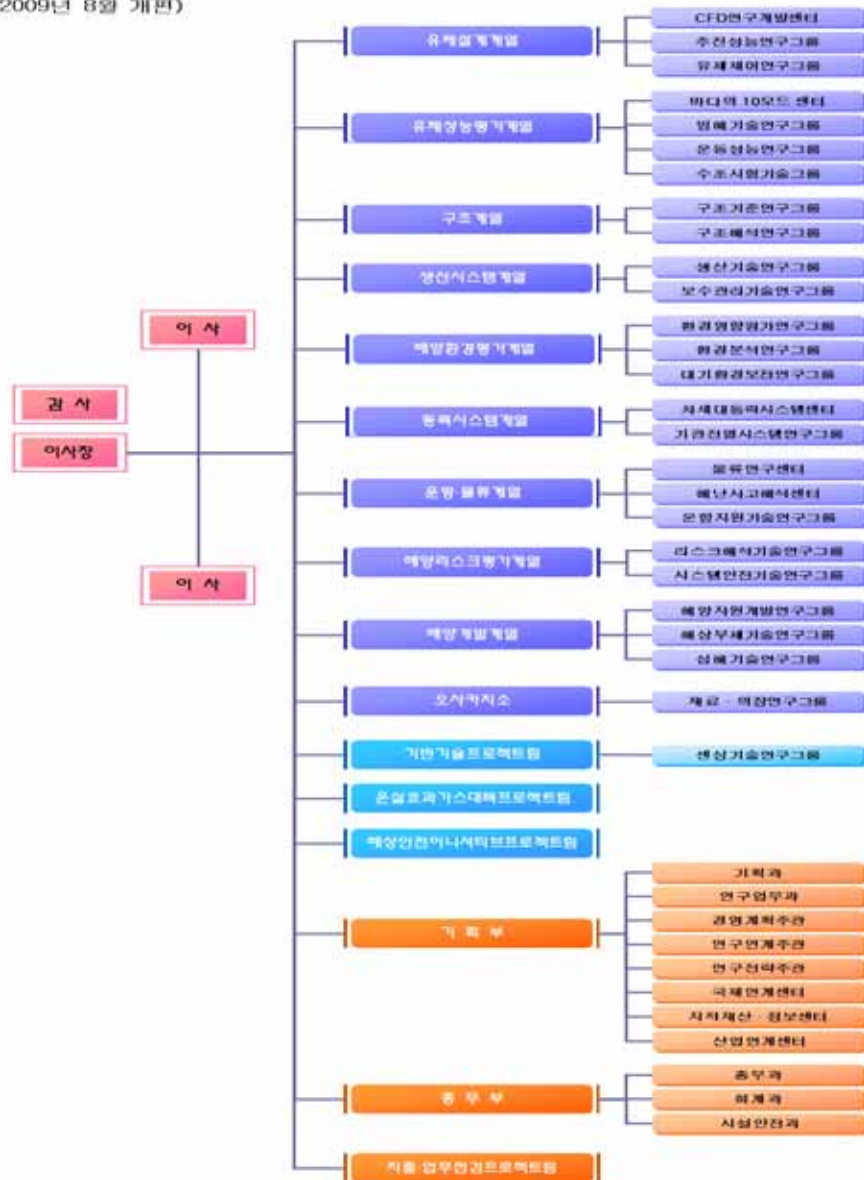 2009년 8월 개편)
감 사
이사장
이 사
이 사
유체설계계열
CFD연구개발센터
추진성능연구그룹
유체제어연구그룹
유체성능평가계열
바다의 10모드 센터
빙해기술연구그룹
운동성능연구그룹
수조시험기술그룹
구조계열
구조기준연구그룹
구조해석연구그룹
생산시스템계열
생산기술연구그룹
보수관리기술연구그룹
해양환경평가계열
환경영향평가연구그룹
환경분석연구그룹
대기환경보전연구그룹
동력시스템계열
차세대동력시스템센터
기관전열시스템연구그룹
운항·물류계열
물류연구센터
해난사고해석센터
운항지원기술연구그룹
해양리스크평가계열
리스크해석기술연구그룹
시스템안전기술연구그룹
해양개발계열
해양자원개발연구그룹
해상부체기술연구그룹
심해기술연구그룹
오사카지소
재료 · 의장연구그룹
기반기술프로젝트팀
센싱기술연구그룹
온실효과가스대책프로젝트팀
해상안전이니셔티브프로젝트팀
기 획 부
기획과
연구업무과
경영계획주관
연구연계주관
연구전략주관
국제연계센터
지적재산 · 정보센터
산업연계센터
총 무 부
총무과
회계과
시설안전과
지출·업무점검프로젝트팀